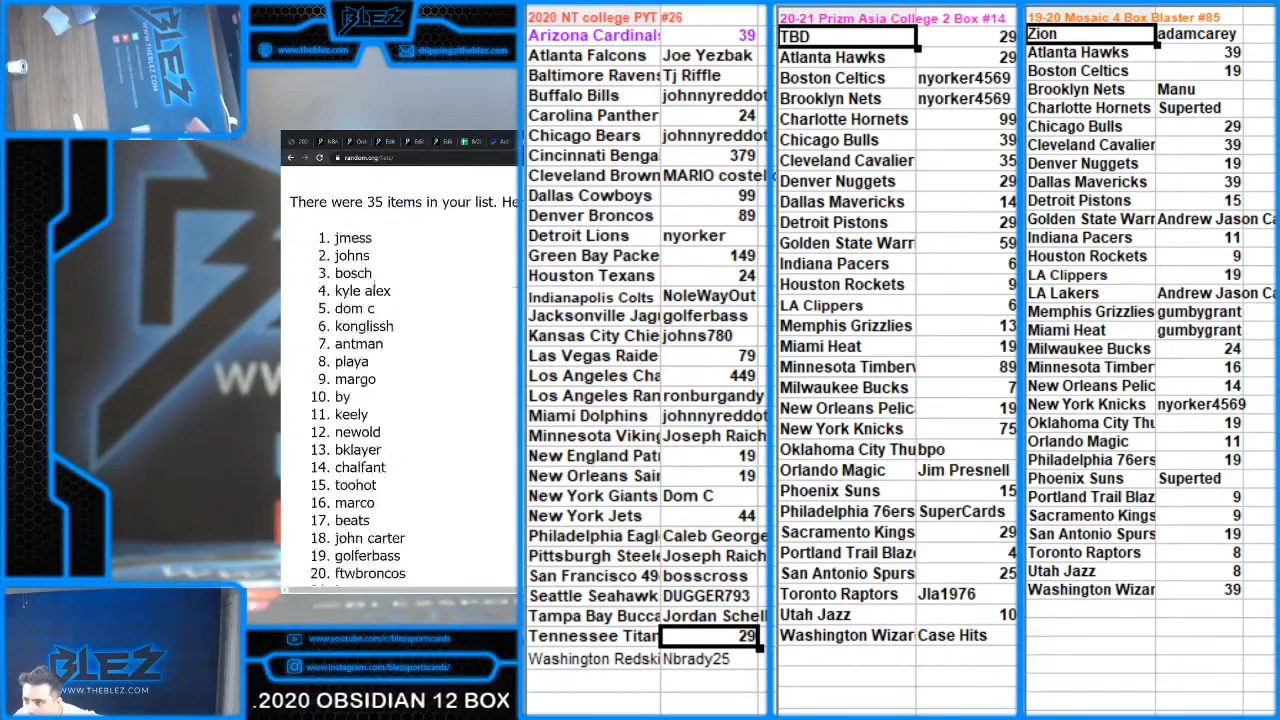 BLEZ
www.theblez.com
shipping@theblez.com
BLEZ
random.org/lists/
There were 35 items in your list. He
1. jmess
2. johns
3. bosch
4. kyle alex
5. dom c
6. konglissh
7. antman
8. playa
9. margo
10. by
11. keely
12. newold
13. bklayer
14. chalfant
15. toohot
16. marco
17. beats
18. john carter
19. golferbass
20. ftwbroncos
BLEZ
WWW.THEBLEZ.COM
www.youtube.com/c/blezsportscards
www.Instagram.com/blezsportscards/
.2020 OBSIDIAN 12 BOX
2020 NT college PYT #26
Arizona Cardinals 39
Atlanta Falcons Joe Yezbak
Baltimore Ravens Tj Riffle
Buffalo Bills johnnyreddot
Carolina Panther 24
Chicago Bears johnnyreddot
Cincinnati Benga 379
Cleveland Brown MARIO costel
Dallas Cowboys 99
Denver Broncos 89
Detroit Lions nyorker
Green Bay Packe 149
Houston Texans 24
Indianapolis Colts NoleWayOut
Jacksonville Jagu golferbass
Kansas City Chie johns780
Las Vegas Raide 79
Los Angeles Cha 449
Los Angeles Ran ronburgandy
Miami Dolphins johnnyreddot
Minnesota Viking Joseph Raich
New England Pat 19
New Orleans Sai 19
New York Giants Dom C
New York Jets 44
Philadelphia Eagl Caleb George
Pittsburgh Steele Joseph Raich
San Francisco 49 bosscross
Seattle Seahawk DUGGER793
Tampa Bay Bucca Jordan Schell
Tennessee Titan 29
Washington Redski Nbrady25
20-21 Prizm Asia College 2 Box #14
TBD 29
Atlanta Hawks 29
Boston Celtics nyorker4569
Brooklyn Nets nyorker4569
Charlotte Hornets 99
Chicago Bulls 39
Cleveland Cavalier 35
Denver Nuggets 29
Dallas Mavericks 14
Detroit Pistons 29
Golden State Warri 59
Indiana Pacers 6
Houston Rockets 9
LA Clippers 6
Memphis Grizzlies 13
Miami Heat 19
Minnesota Timberv 89
Milwaukee Bucks 7
New Orleans Pelic 19
New York Knicks 75
Oklahoma City Thu bpo
Orlando Magic Jim Presnell
Phoenix Suns 15
Philadelphia 76ers SuperCards
Sacramento Kings 29
Portland Trail Blaz 4
San Antonio Spurs 25
Toronto Raptors Jla1976
Utah Jazz 10
Washington Wizar Case Hits
19-20 Mosaic 4 Box Blaster #85
Zion adamcarey
Atlanta Hawks 39
Boston Celtics 19
Brooklyn Nets Manu
Charlotte Hornets Superted
Chicago Bulls 29
Cleveland Cavalier 39
Denver Nuggets 19
Dallas Mavericks 39
Detroit Pistons 15
Golden State Warr Andrew Jason Ca
Indiana Pacers 11
Houston Rockets 9
LA Clippers 19
LA Lakers Andrew Jason Ca
Memphis Grizzlies gumbygrant
Miami Heat gumbygrant
Milwaukee Bucks 24
Minnesota Timber 16
New Orleans Pelic 14
New York Knicks nyorker4569
Oklahoma City Thu 19
Orlando Magic 11
Philadelphia 76ers 19
Phoenix Suns Superted
Portland Trail Blaz 9
Sacramento Kings 9
San Antonio Spurs 19
Toronto Raptors 8
Utah Jazz 8
Washington Wizar 39